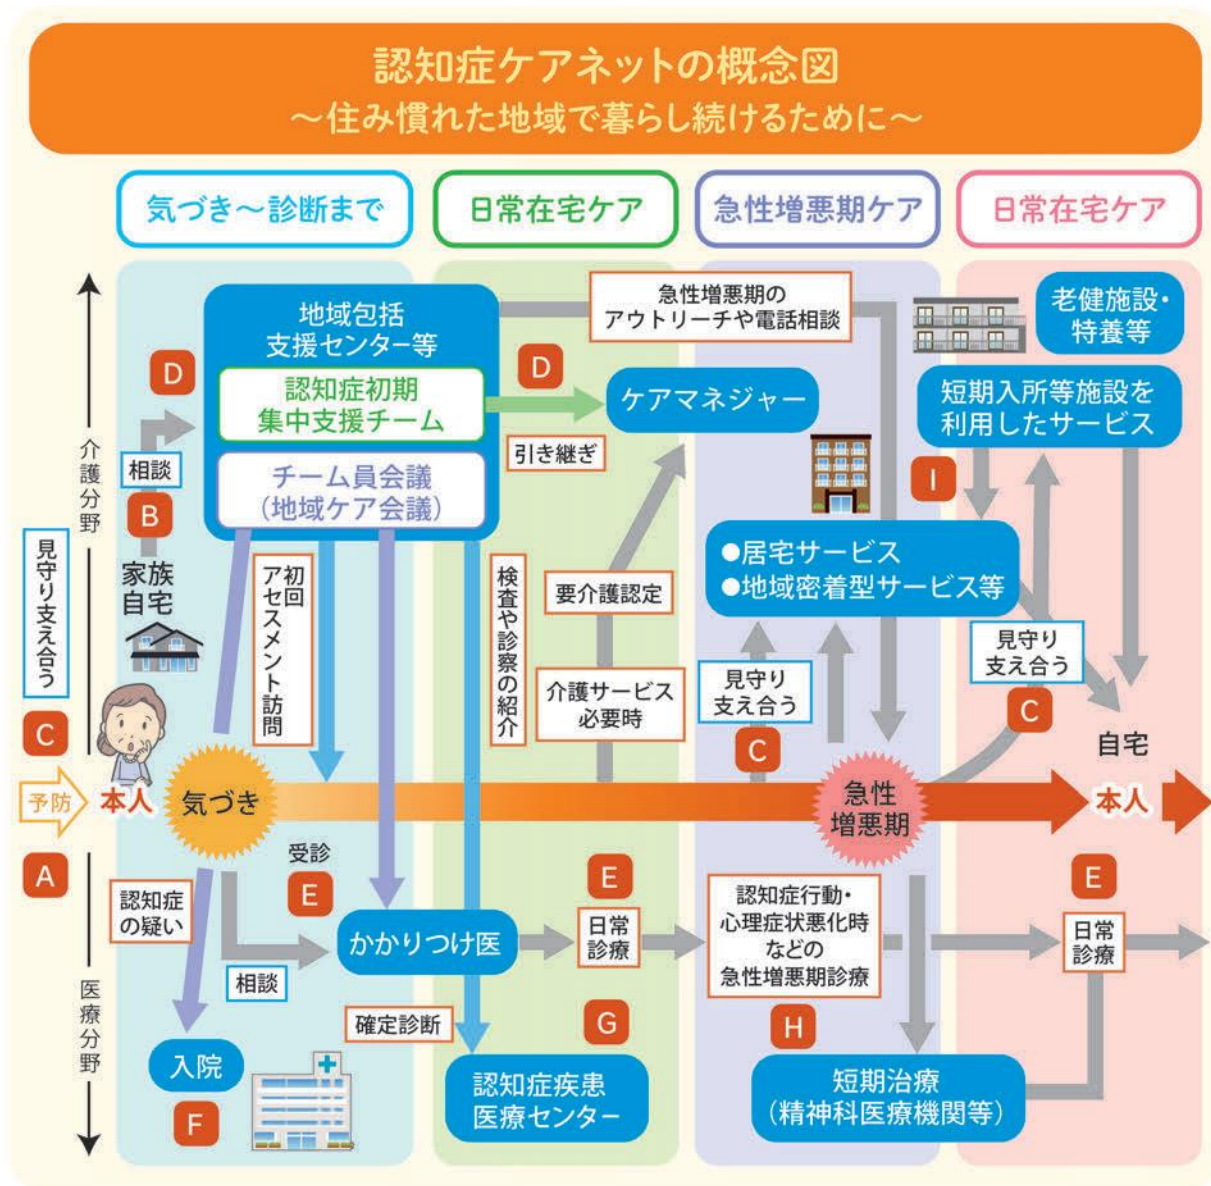 認知症ケアネットの概念図
～住み慣れた地域で暮らし続けるために～
気づき～診断まで
日常在宅ケア
急性増悪期ケア
日常在宅ケア
介護分野
医療分野
見守り支え合う
C
予防
A
本人
家族
自宅
B
相談
D
地域包括
支援センター等
認知症初期
集中支援チーム
チーム員会議
(地域ケア会議)
初回
アセスメント訪問
気づき
認知症
の疑い
相談
受診
E
かかりつけ医
入院
F
確定診断
検査や診察の紹介
D
引き継ぎ
急性増悪期の
アウトリーチや電話相談
ケアマネジャー
要介護認定
介護サービス
必要時
E
日常
診療
G
認知症疾患
医療センター
●居宅サービス
●地域密着型サービス等
見守り
支え合う
C
急性
増悪期
認知症行動・
心理症状悪化時
などの
急性増悪期診療
H
短期治療
(精神科医療機関等)
老健施設・
特養等
短期入所等施設を
利用したサービス
I
見守り
支え合う
C
自宅
本人
E
日常
診療